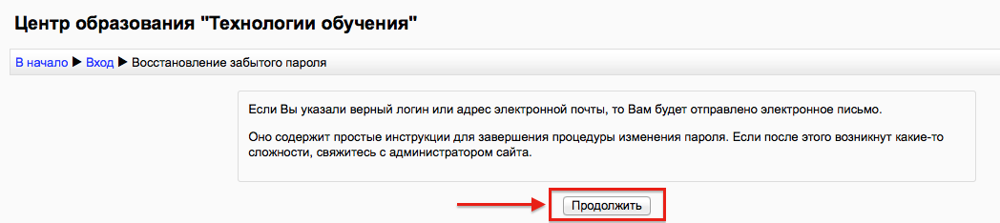 Центр образования "Технологии обучения"
В начало ▶ Вход ▶ Восстановление забытого пароля
Если Вы указали верный логин или адрес электронной почты, то Вам будет отправлено электронное письмо.
Оно содержит простые инструкции для завершения процедуры изменения пароля. Если после этого возникнут какие-то
сложности, свяжитесь с администратором сайта.
Продолжить